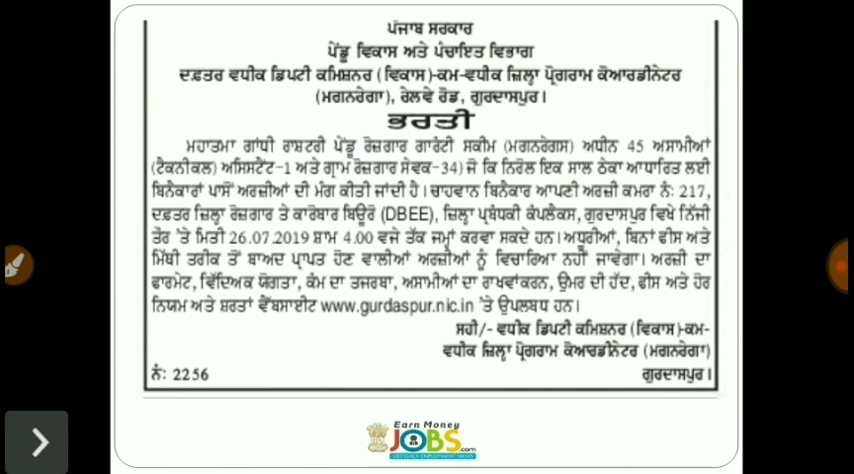 ਪੰਜਾਬ ਸਰਕਾਰ
ਪੇਂਡੂ ਵਿਕਾਸ ਅਤੇ ਪੰਚਾਇਤ ਵਿਭਾਗ
ਦਫ਼ਤਰ ਵਧੀਕ ਡਿਪਟੀ ਕਮਿਸ਼ਨਰ (ਵਿਕਾਸ)-ਕਮ-ਵਧੀਕ ਜ਼ਿਲ੍ਹਾ ਪ੍ਰੋਗਰਾਮ ਕੋਆਰਡੀਨੇਟਰ
(ਮਗਨਰੇਗਾ), ਰੇਲਵੇ ਰੋਡ, ਗੁਰਦਾਸਪੁਰ।
ਭਰਤੀ
ਮਹਾਤਮਾ ਗਾਂਧੀ ਰਾਸ਼ਟਰੀ ਪੇਂਡੂ ਰੋਜ਼ਗਾਰ ਗਾਰੰਟੀ ਸਕੀਮ (ਮਗਨਰੇਗਸ) ਅਧੀਨ 45 ਅਸਾਮੀਆਂ
(ਟੈਕਨੀਕਲ) ਅਸਿਸਟੈਂਟ-1 ਅਤੇ ਗ੍ਰਾਮ ਰੋਜ਼ਗਾਰ ਸੇਵਕ-34) ਜੋ ਕਿ ਨਿਰੋਲ ਇਕ ਸਾਲ ਠੇਕਾ ਆਧਾਰਿਤ ਲਈ
ਬਿਨੈਕਾਰਾਂ ਪਾਸੋਂ ਅਰਜ਼ੀਆਂ ਦੀ ਮੰਗ ਕੀਤੀ ਜਾਂਦੀ ਹੈ। ਚਾਹਵਾਨ ਬਿਨੈਕਾਰ ਆਪਣੀ ਅਰਜ਼ੀ ਕਮਰਾ ਨੰ: 217,
ਦਫ਼ਤਰ ਜ਼ਿਲ੍ਹਾ ਰੋਜ਼ਗਾਰ ਤੇ ਕਾਰੋਬਾਰ ਬਿਊਰੋ (DBEE), ਜ਼ਿਲ੍ਹਾ ਪ੍ਰਬੰਧਕੀ ਕੰਪਲੈਕਸ, ਗੁਰਦਾਸਪੁਰ ਵਿਖੇ ਨਿੱਜੀ
ਤੌਰ 'ਤੇ ਮਿਤੀ 26.07.2019 ਸ਼ਾਮ 4.00 ਵਜੇ ਤੱਕ ਜਮ੍ਹਾਂ ਕਰਵਾ ਸਕਦੇ ਹਨ। ਅਧੂਰੀਆਂ, ਬਿਨਾਂ ਫੀਸ ਅਤੇ
ਮਿੱਥੀ ਤਰੀਕ ਤੋਂ ਬਾਅਦ ਪ੍ਰਾਪਤ ਹੋਣ ਵਾਲੀਆਂ ਅਰਜ਼ੀਆਂ ਨੂੰ ਵਿਚਾਰਿਆ ਨਹੀਂ ਜਾਵੇਗਾ। ਅਰਜ਼ੀ ਦਾ
ਫਾਰਮੇਟ, ਵਿੱਦਿਅਕ ਯੋਗਤਾ, ਕੰਮ ਦਾ ਤਜਰਬਾ, ਅਸਾਮੀਆਂ ਦਾ ਰਾਖਵਾਂਕਰਨ, ਉਮਰ ਦੀ ਹੱਦ, ਫੀਸ ਅਤੇ ਹੋਰ
ਨਿਯਮ ਅਤੇ ਸ਼ਰਤਾਂ ਵੈੱਬਸਾਈਟ www.gurdaspur.nic.in 'ਤੇ ਉਪਲਬਧ ਹਨ।
ਸਹੀ/- ਵਧੀਕ ਡਿਪਟੀ ਕਮਿਸ਼ਨਰ (ਵਿਕਾਸ)-ਕਮ-
ਵਧੀਕ ਜ਼ਿਲ੍ਹਾ ਪ੍ਰੋਗਰਾਮ ਕੋਆਰਡੀਨੇਟਰ (ਮਗਨਰੇਗਾ)
ਨੰ: 2256 ਗੁਰਦਾਸਪੁਰ।
Earn Money
JOBS.com